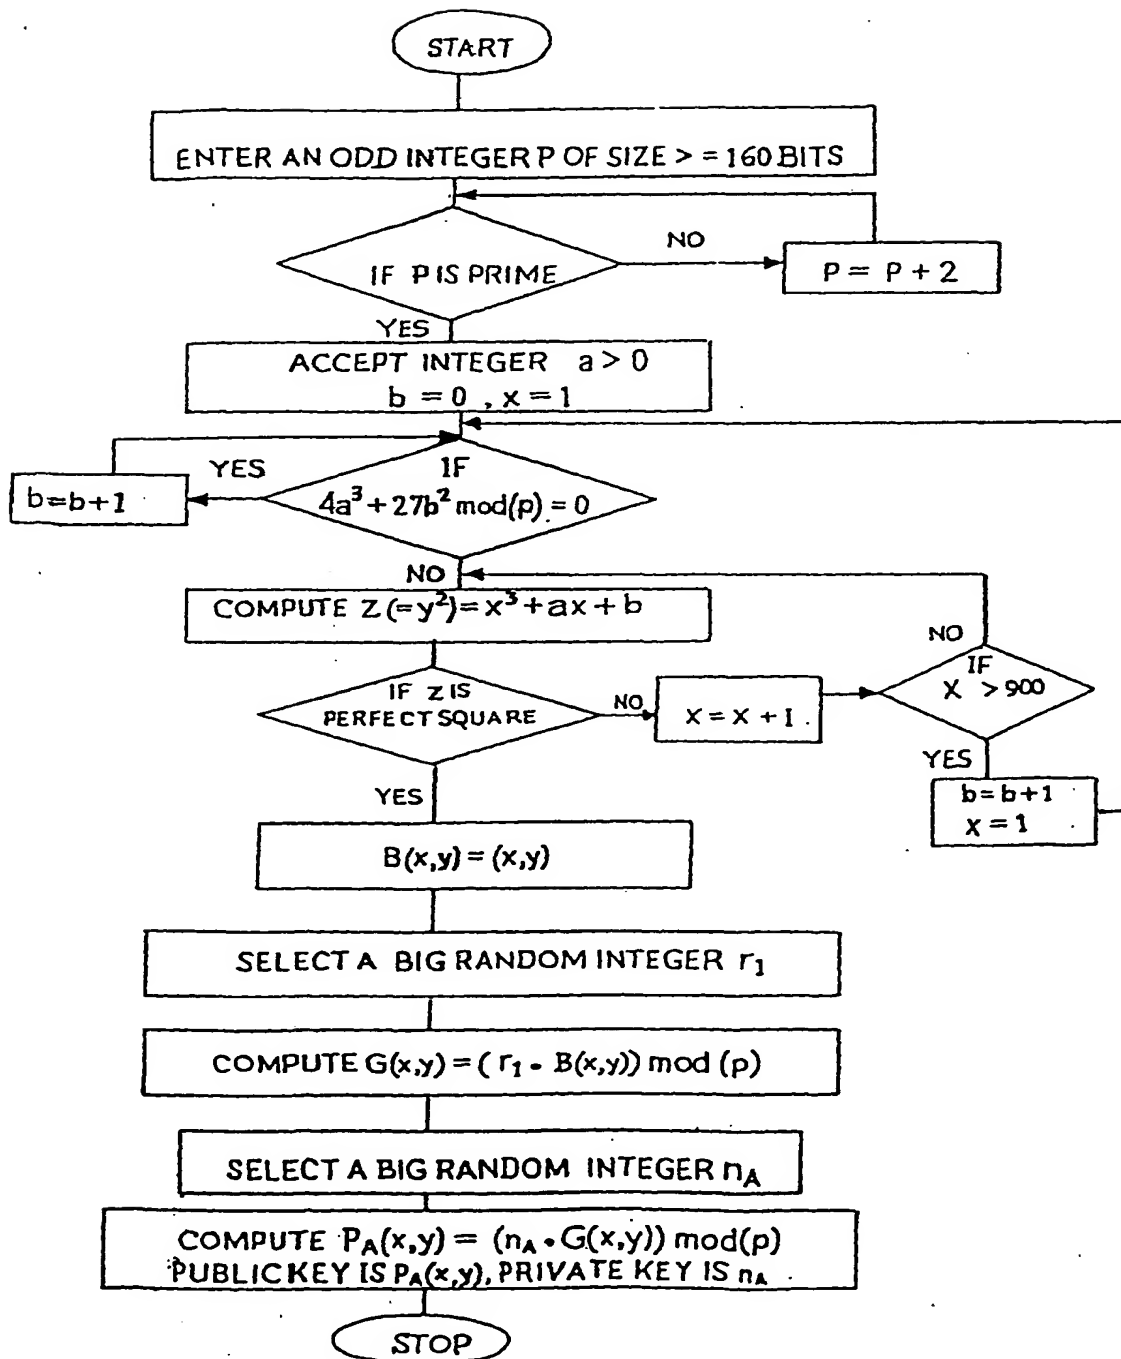 START
ENTER AN ODD INTEGER P OF SIZE > = 160 BITS
IF P IS PRIME
NO
P = P + 2
YES
ACCEPT INTEGER a > 0
b = 0 , x = 1
IF
4a³ + 27b² mod(p) = 0
YES
b=b+1
NO
COMPUTE Z (=y²)= x³ + ax + b
IF Z IS
PERFECT SQUARE
NO
X = X + 1
IF
X > 900
NO
YES
b=b+1
X = 1
YES
B(x,y) = (x,y)
SELECT A BIG RANDOM INTEGER r₁
COMPUTE G(x,y) = ( r₁ • B(x,y)) mod (p)
SELECT A BIG RANDOM INTEGER n_A
COMPUTE P_A(x,y) = (n_A • G(x,y)) mod(p)
PUBLIC KEY IS P_A(x,y), PRIVATE KEY IS n_A
STOP